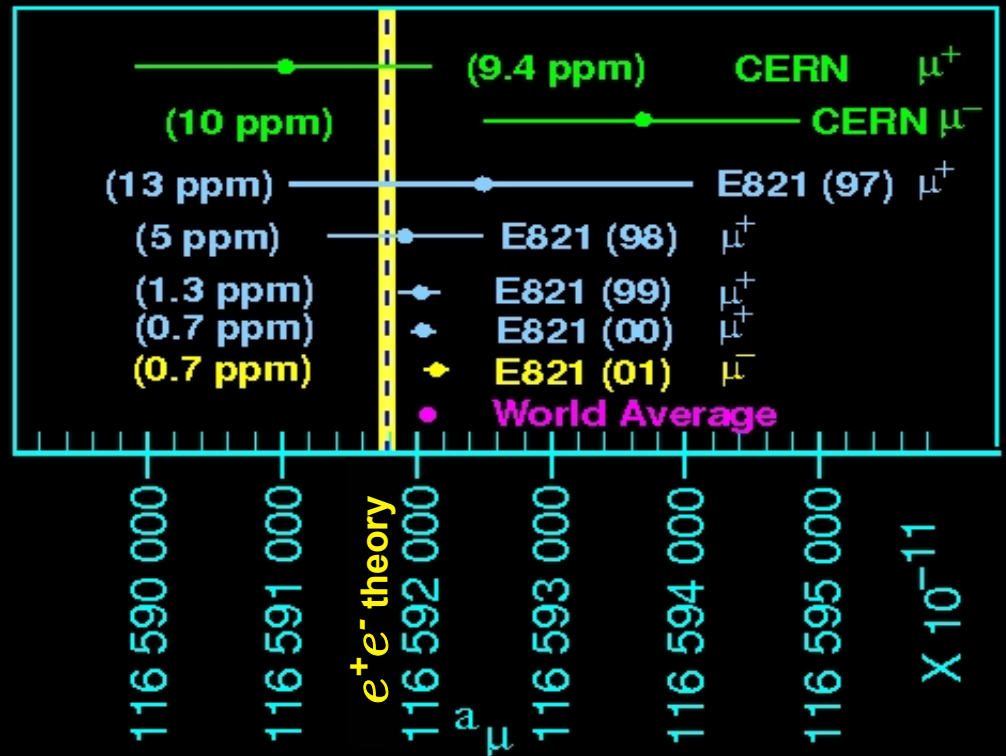 (9.4 ppm) CERN μ⁺
(10 ppm) CERN μ⁻
(13 ppm) E821 (97) μ⁺
(5 ppm) E821 (98) μ⁺
(1.3 ppm) E821 (99) μ⁺
(0.7 ppm) E821 (00) μ⁺
(0.7 ppm) E821 (01) μ⁻
World Average
116 590 000
116 591 000
e⁺e⁻ theory
116 592 000
116 593 000
116 594 000
116 595 000
X 10⁻¹¹
a μ